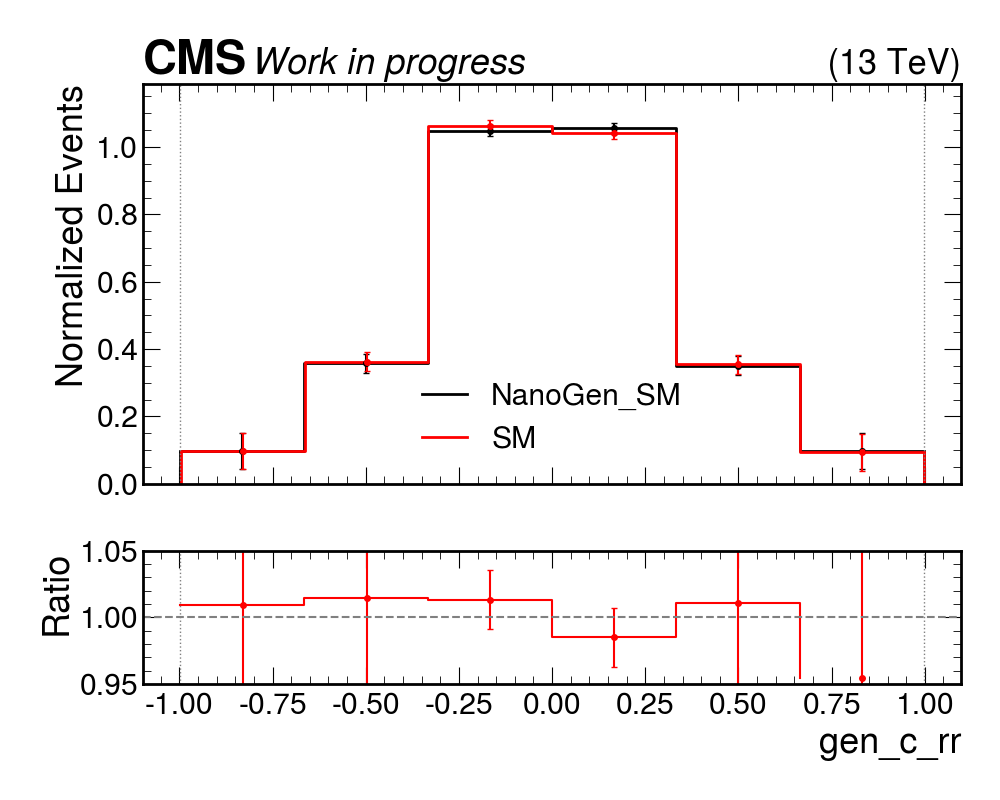 CMS Work in progress (13 TeV)
Normalized Events
1.0
0.8
0.6
0.4
0.2
0.0
NanoGen_SM
SM
Ratio
1.05
1.00
0.95
-1.00 -0.75 -0.50 -0.25 0.00 0.25 0.50 0.75 1.00
gen_c_rr